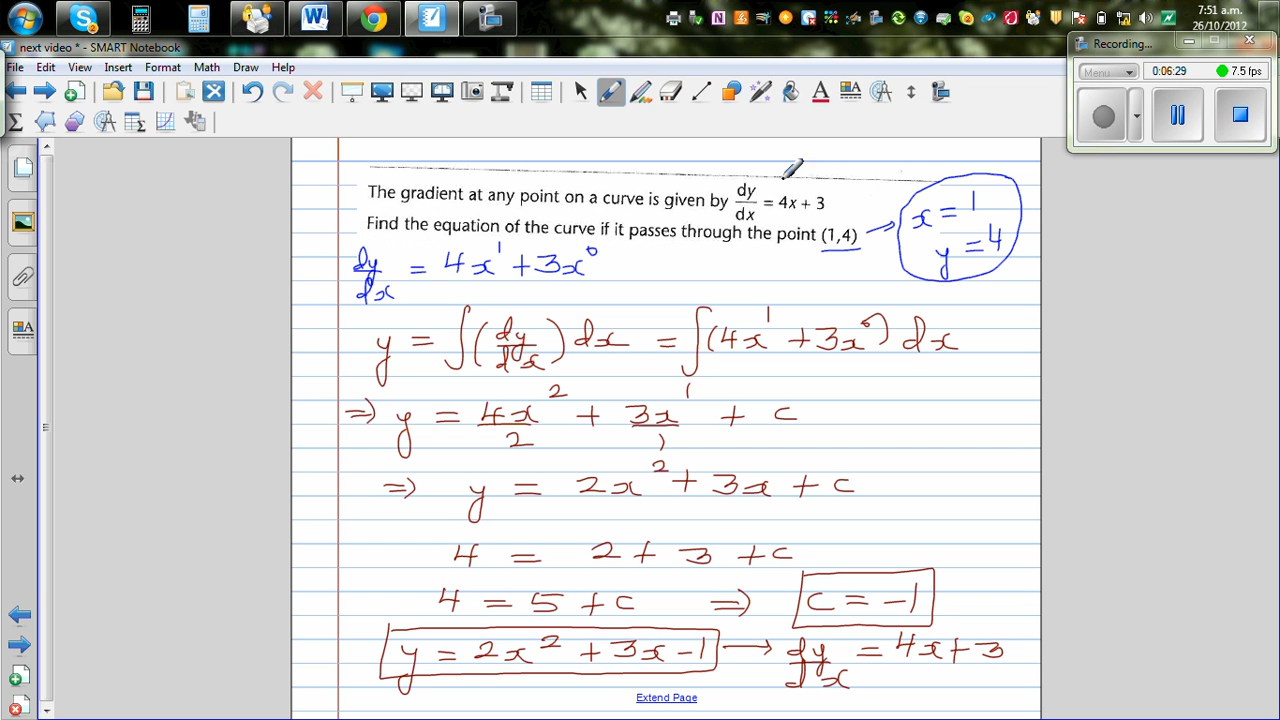 7:51 a.m.
26/10/2012
next video * - SMART Notebook
File Edit View Insert Format Math Draw Help
Recording...
Menu 0:06:29 7.5 fps
The gradient at any point on a curve is given by dy/dx = 4x + 3
Find the equation of the curve if it passes through the point (1,4)
x = 1
y = 4
dy/dx = 4x¹ + 3x⁰
y = ∫(dy/dx) dx = ∫(4x¹ + 3x⁰) dx
⇒ y = 4x²/2 + 3x¹/1 + c
⇒ y = 2x² + 3x + c
4 = 2 + 3 + c
4 = 5 + c ⇒ c = -1
y = 2x² + 3x - 1 → dy/dx = 4x + 3
Extend Page